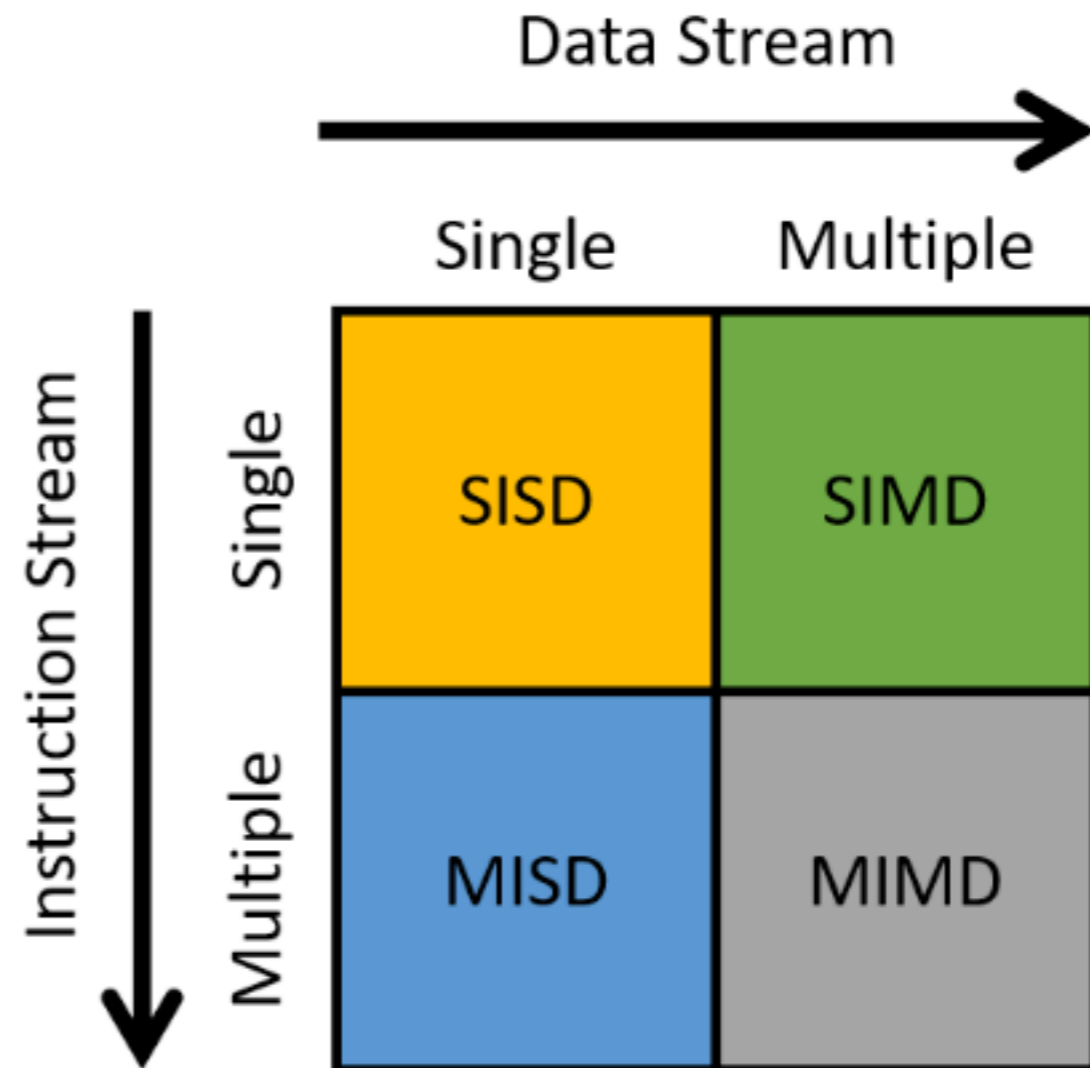 Data Stream
Single Multiple
Instruction Stream
Single
SISD SIMD
Multiple
MISD MIMD